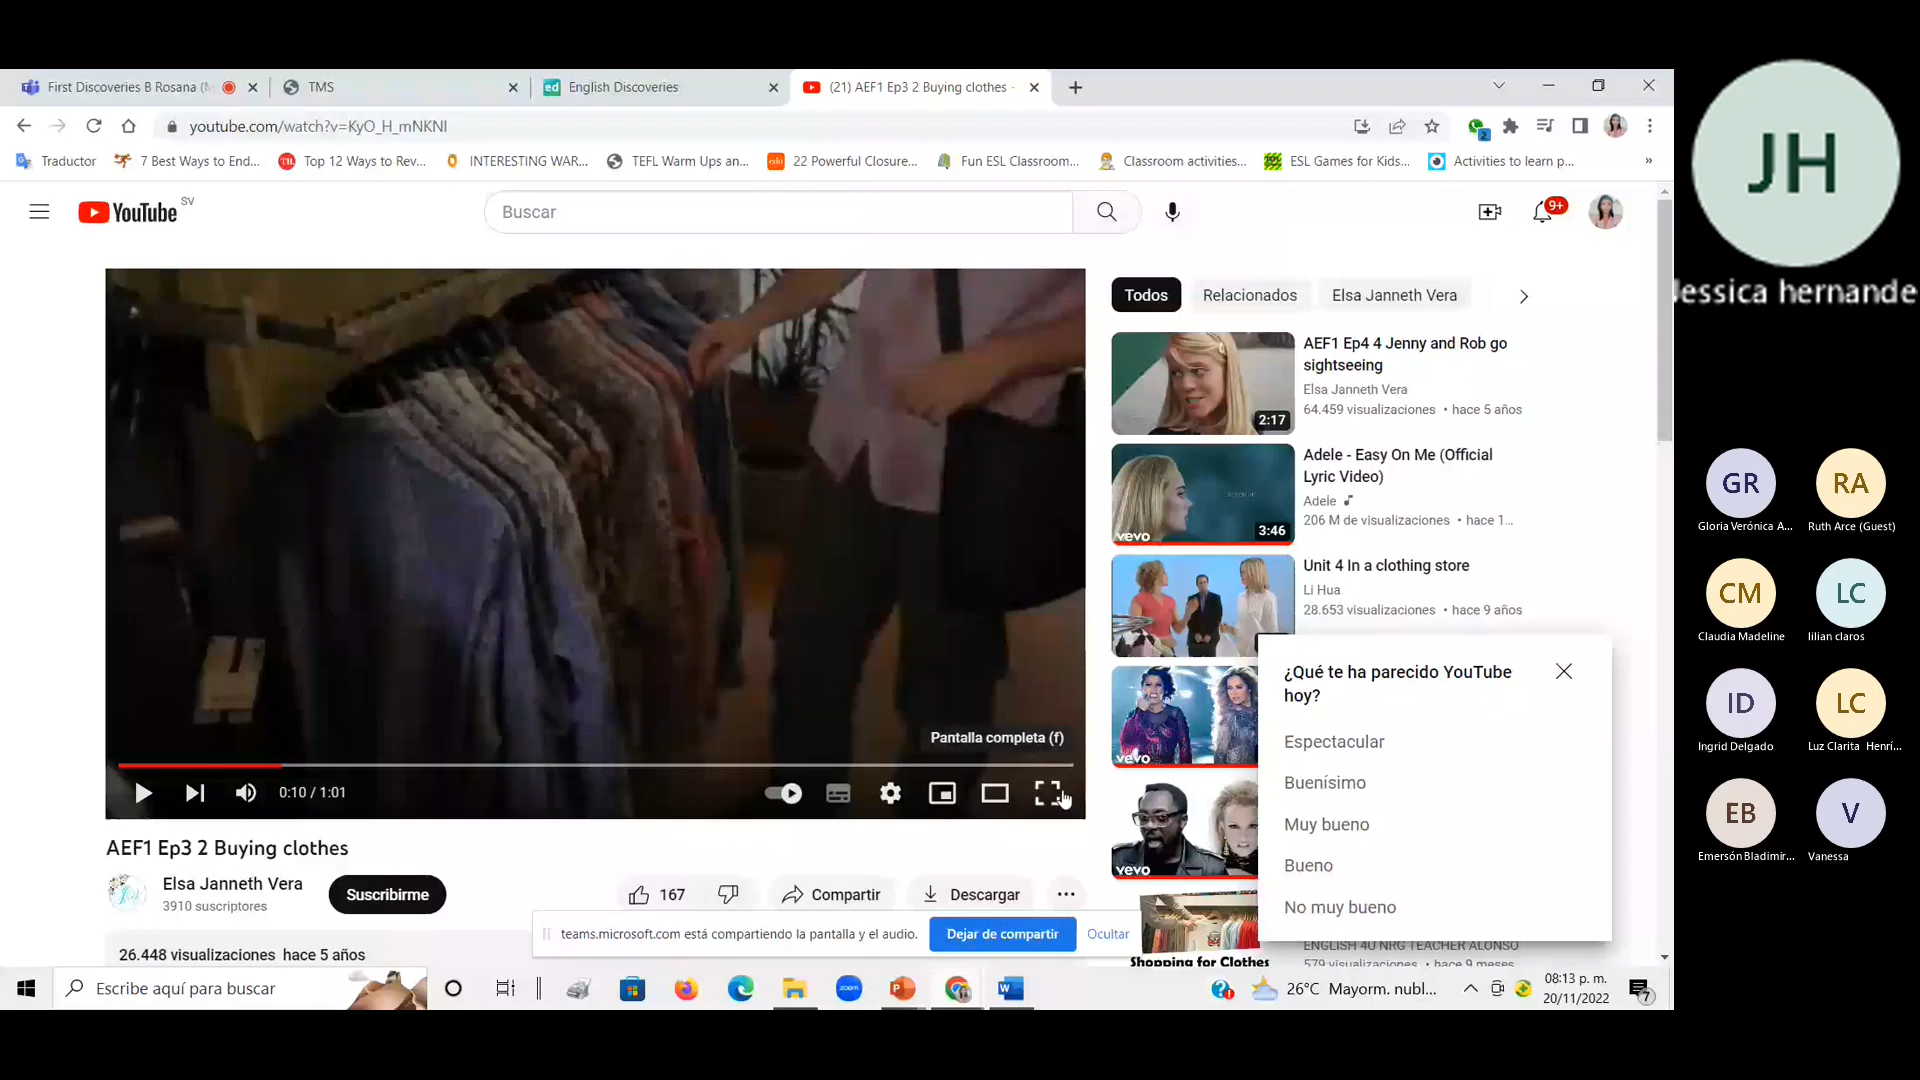 First Discoveries B Rosana (
TMS
English Discoveries
(21) AEF1 Ep3 2 Buying clothes -
youtube.com/watch?v=KyO_H_mNKNI
Traductor
7 Best Ways to End...
Top 12 Ways to Rev...
INTERESTING WAR...
TEFL Warm Ups an...
22 Powerful Closure...
Fun ESL Classroom...
Classroom activities...
ESL Games for Kids...
Activities to learn p...
»
YouTube SV
Buscar
9+
Pantalla completa (f)
0:10 / 1:01
AEF1 Ep3 2 Buying clothes
Elsa Janneth Vera
3910 suscriptores
Suscribirme
167
Compartir
Descargar
26.448 visualizaciones hace 5 años
Todos
Relacionados
Elsa Janneth Vera
AEF1 Ep4 4 Jenny and Rob go
sightseeing
Elsa Janneth Vera
64.459 visualizaciones • hace 5 años
2:17
Adele - Easy On Me (Official
Lyric Video)
Adele
206 M de visualizaciones • hace 1...
vevo
3:46
Unit 4 In a clothing store
Li Hua
28.653 visualizaciones • hace 9 años
vevo
vevo
¿Qué te ha parecido YouTube
hoy?
Espectacular
Buenísimo
Muy bueno
Bueno
No muy bueno
ENGLISH 4U NRG TEACHER ALONSO
579 visualizaciones • hace 9 meses
Shopping for Clothes
teams.microsoft.com está compartiendo la pantalla y el audio.
Dejar de compartir
Ocultar
Escribe aquí para buscar
zoom
26°C Mayorm. nubl...
08:13 p. m.
20/11/2022
7
JH
Jessica hernande
GR
Gloria Verónica A...
RA
Ruth Arce (Guest)
CM
Claudia Madeline
LC
lilian claros
ID
Ingrid Delgado
LC
Luz Clarita Henrí...
EB
Emersón Bladimir...
V
Vanessa